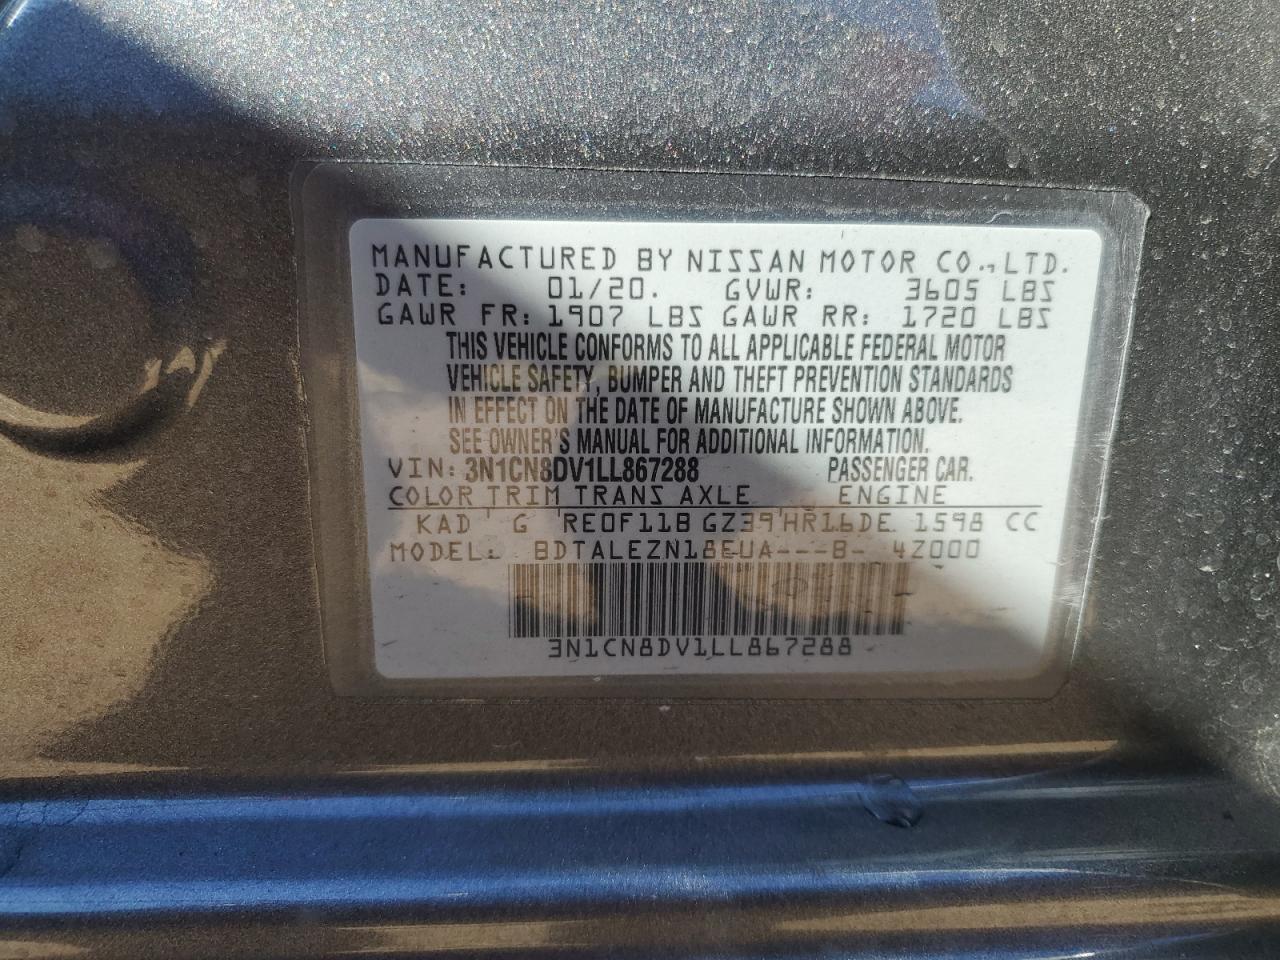 MANUFACTURED BY NISSAN MOTOR CO.,LTD.
DATE: 01/20. GVWR: 3605 LBS
GAWR FR: 1907 LBS GAWR RR: 1720 LBS
THIS VEHICLE CONFORMS TO ALL APPLICABLE FEDERAL MOTOR
VEHICLE SAFETY, BUMPER AND THEFT PREVENTION STANDARDS
IN EFFECT ON THE DATE OF MANUFACTURE SHOWN ABOVE.
SEE OWNER'S MANUAL FOR ADDITIONAL INFORMATION.
VIN: 3N1CN8DV1LL867288 PASSENGER CAR.
COLOR TRIM TRANS AXLE ENGINE
KAD G RE0F11B GZ39 HR16DE 1598 CC
MODEL: BDTALEZN18EUA---B- 4Z000
3N1CN8DV1LL867288